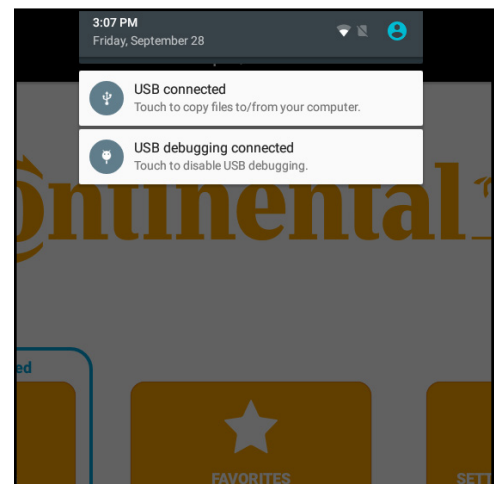 3:07 PM
Friday, September 28
USB connected
Touch to copy files to/from your computer.
USB debugging connected
Touch to disable USB debugging.
Continental
ed
FAVORITES
SETT